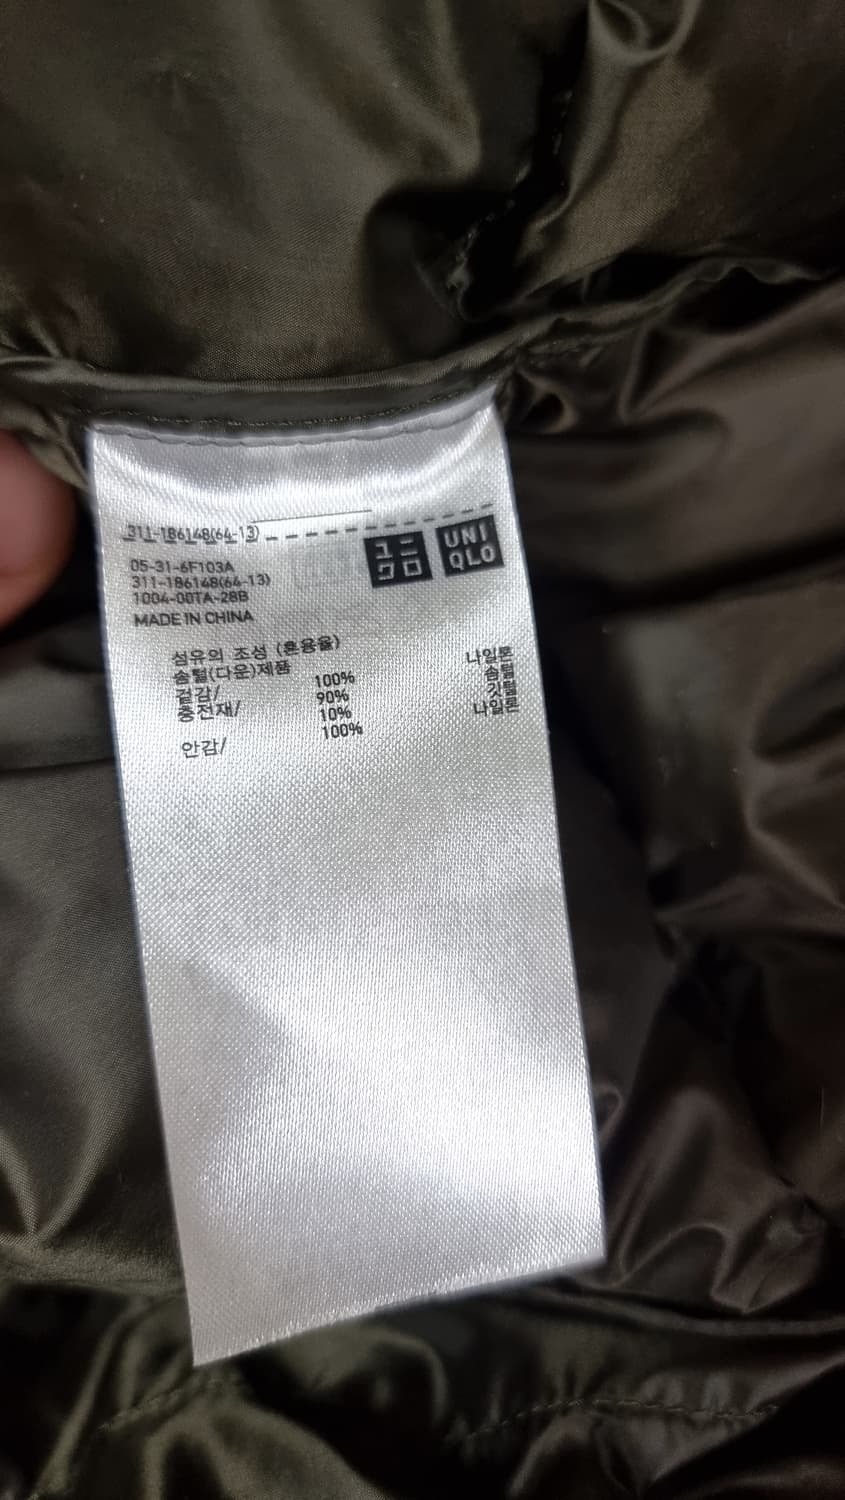 311-186148(64-13)
ユニ
クロ
UNI
QLO
05-31-6F103A
311-186148(64-13)
1004-00TA-28B
MADE IN CHINA
섬유의 조성 (혼용율)
솜털(다운)제품
겉감/ 100% 나일론
충전재/ 90% 솜털
10% 깃털
안감/ 100% 나일론